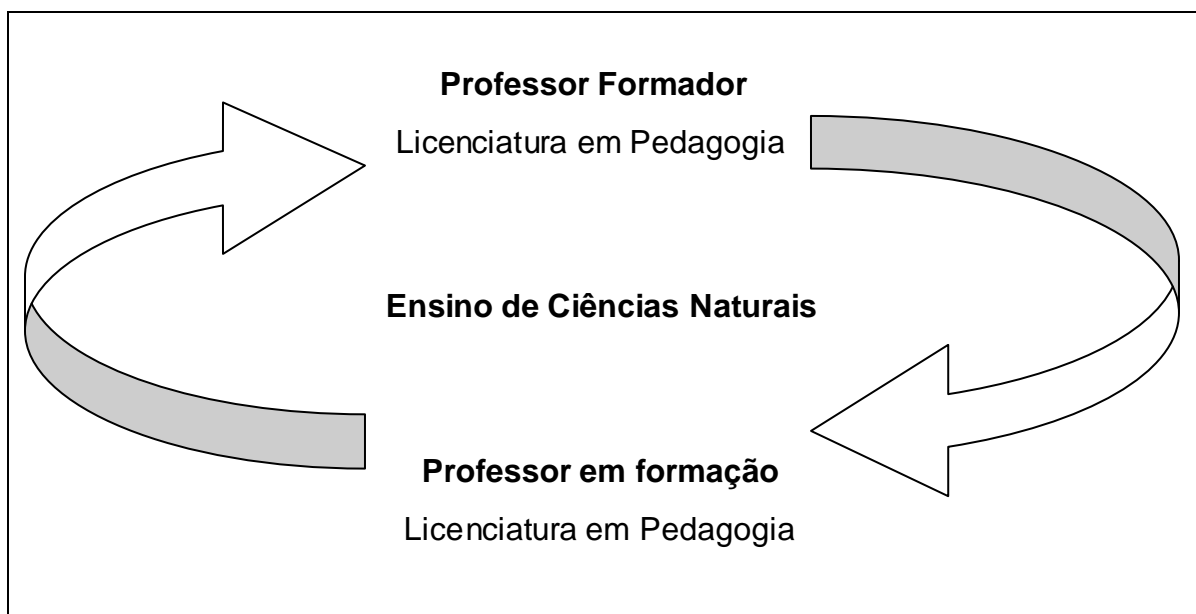 Professor Formador
Licenciatura em Pedagogia
Ensino de Ciências Naturais
Professor em formação
Licenciatura em Pedagogia